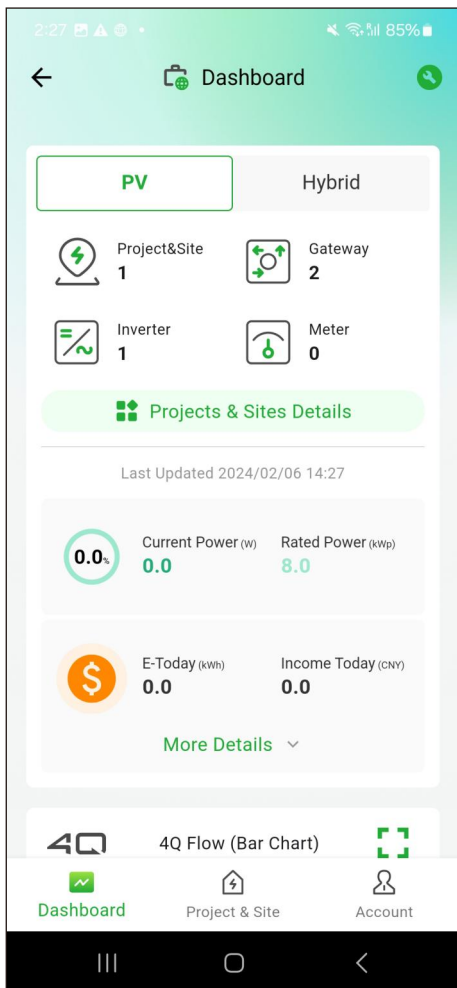 2:27
85%
Dashboard
PV
Hybrid
Project&Site
1
Gateway
2
Inverter
1
Meter
0
Projects & Sites Details
Last Updated 2024/02/06 14:27
0.0%
Current Power (W)
0.0
Rated Power (kWp)
8.0
E-Today (kWh)
0.0
Income Today (CNY)
0.0
More Details
4Q
4Q Flow (Bar Chart)
Dashboard
Project & Site
Account